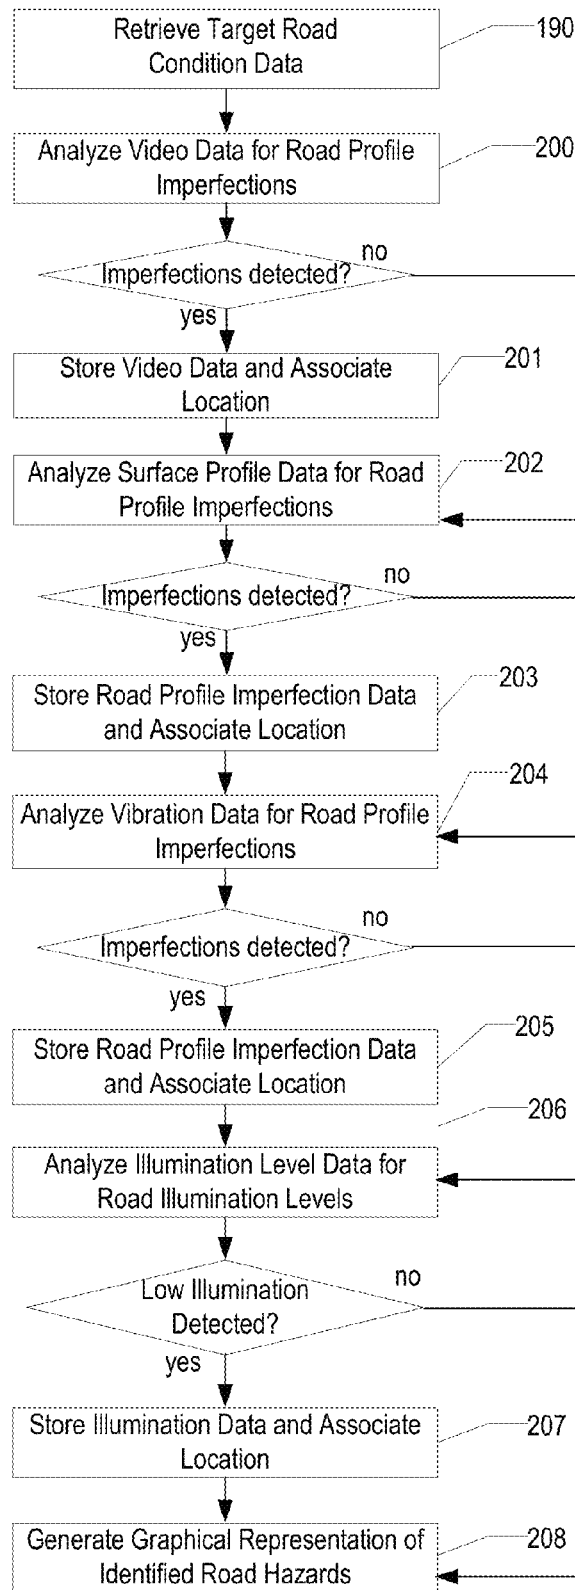 Retrieve Target Road
Condition Data
190
Analyze Video Data for Road Profile
Imperfections
200
Imperfections detected?
no
yes
Store Video Data and Associate
Location
201
Analyze Surface Profile Data for Road
Profile Imperfections
202
Imperfections detected?
no
yes
Store Road Profile Imperfection Data
and Associate Location
203
Analyze Vibration Data for Road Profile
Imperfections
204
Imperfections detected?
no
yes
Store Road Profile Imperfection Data
and Associate Location
205
Analyze Illumination Level Data for
Road Illumination Levels
206
Low Illumination
Detected?
no
yes
Store Illumination Data and Associate
Location
207
Generate Graphical Representation of
Identified Road Hazards
208